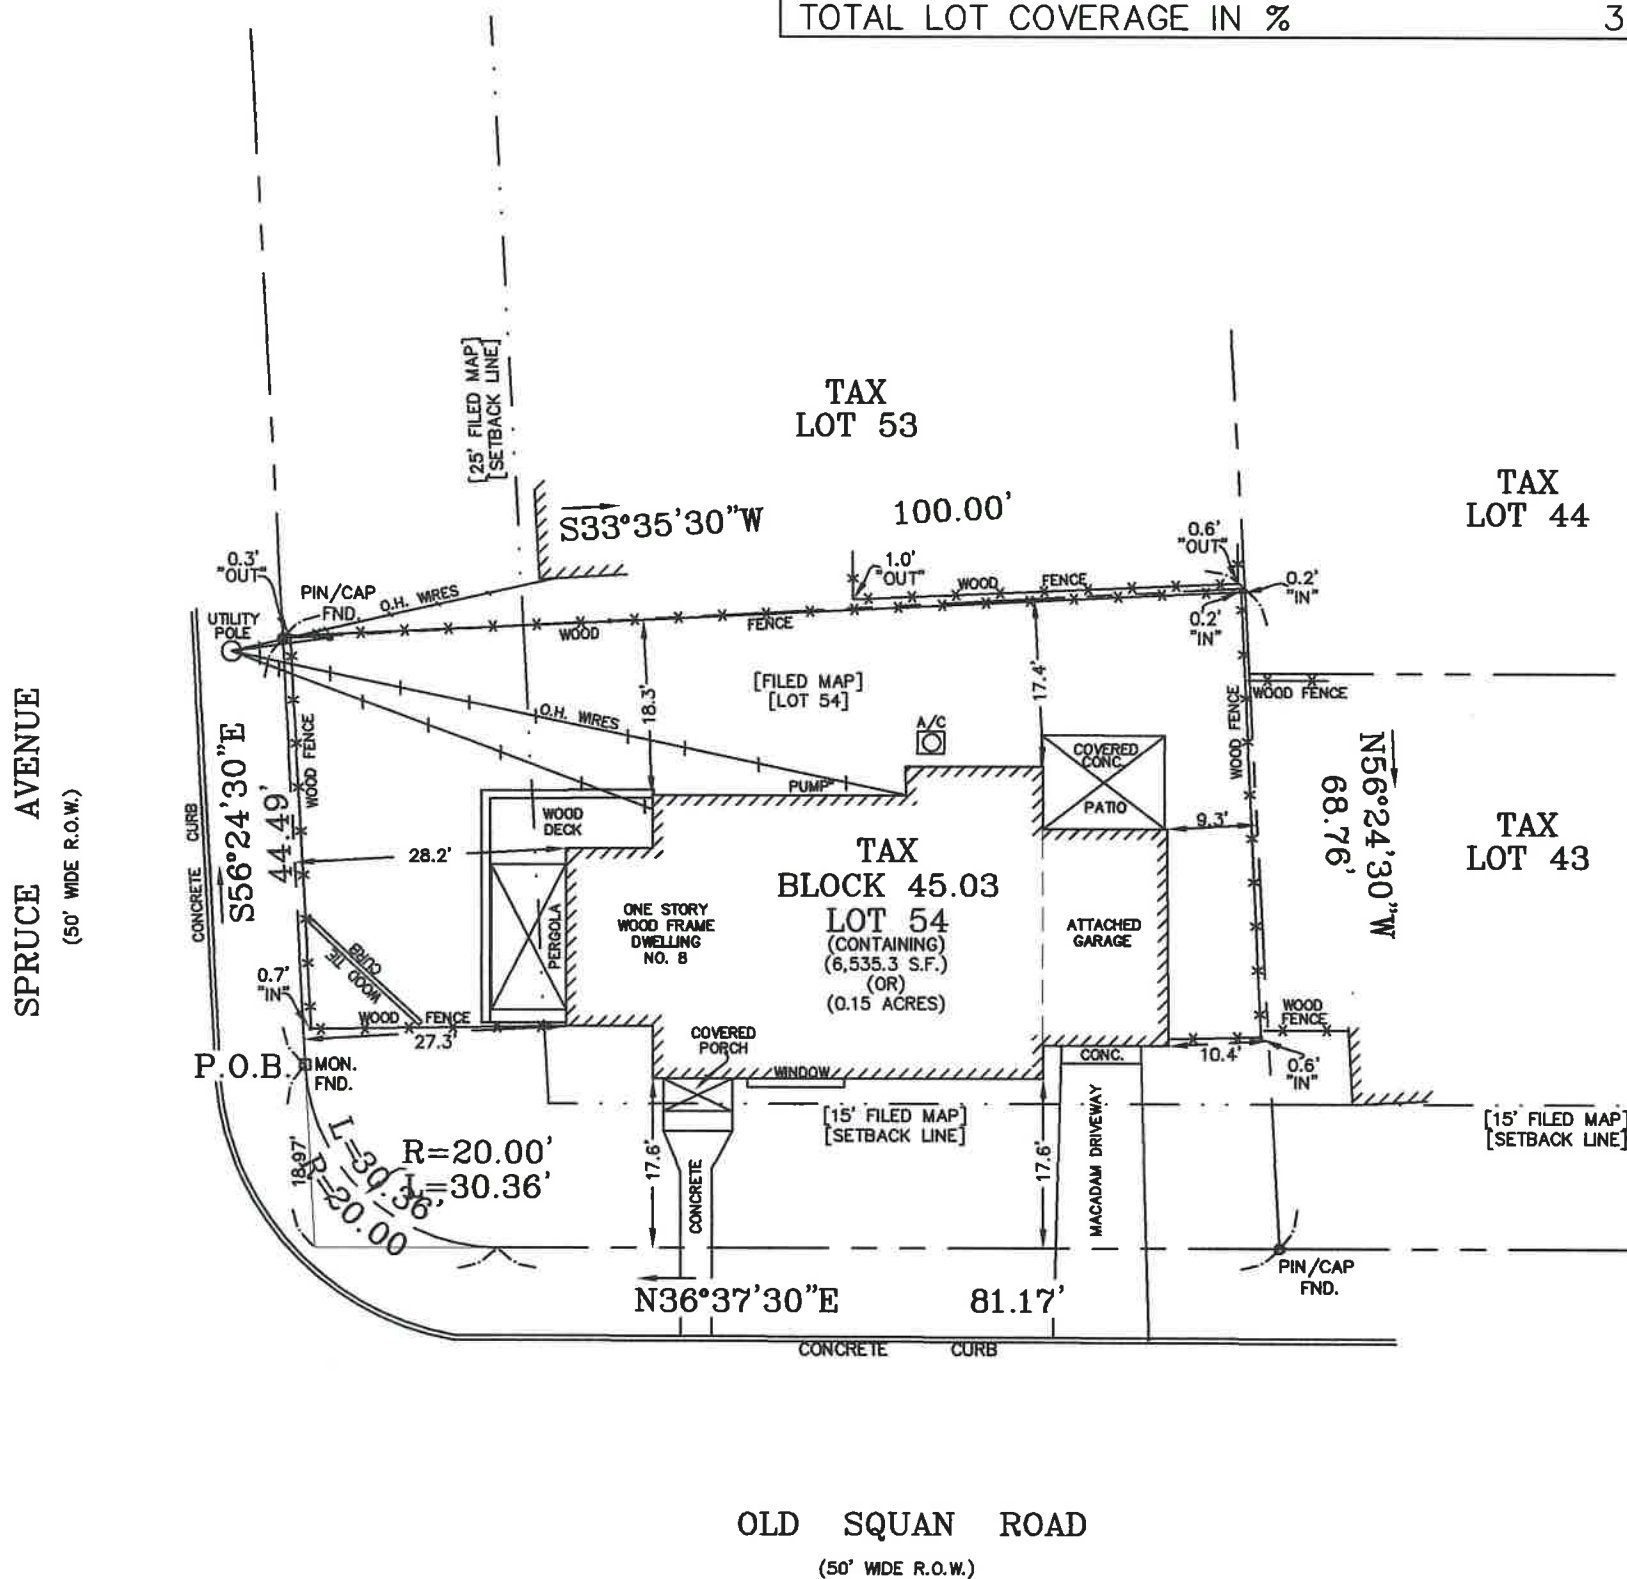 TOTAL LOT COVERAGE IN % 3
[25' FILED MAP]
[SETBACK LINE]
TAX
LOT 53
TAX
LOT 44
S33°35'30"W 100.00'
0.3'
"OUT"
PIN/CAP
FND.
O.H. WIRES
UTILITY
POLE
WOOD FENCE
1.0'
"OUT"
WOOD FENCE
0.6'
"OUT"
0.2'
"IN"
0.2'
"IN"
WOOD FENCE
WOOD FENCE
WOOD FENCE
18.3'
17.4'
[FILED MAP]
[LOT 54]
O.H. WIRES
A/C
PUMP
COVERED
CONC.
PATIO
9.3'
N56°24'30"W
68.76'
TAX
LOT 43
SPRUCE AVENUE
(50' WIDE R.O.W.)
CONCRETE CURB
S56°24'30"E
44.49'
WOOD
DECK
28.2'
PERGOLA
ONE STORY
WOOD FRAME
DWELLING
NO. 8
TAX
BLOCK 45.03
LOT 54
(CONTAINING)
(6,535.3 S.F.)
(OR)
(0.15 ACRES)
ATTACHED
GARAGE
WOOD TIE
CURB
0.7'
"IN"
WOOD FENCE
27.3'
COVERED
PORCH
WINDOW
CONC.
10.4'
WOOD
FENCE
0.6'
"IN"
P.O.B.
MON.
FND.
[15' FILED MAP]
[SETBACK LINE]
[15' FILED MAP]
[SETBACK LINE]
18.97'
L=30.36'
R=20.00
R=20.00'
L=30.36'
17.6'
CONCRETE
17.6'
MACADAM DRIVEWAY
PIN/CAP
FND.
N36°37'30"E 81.17'
CONCRETE CURB
OLD SQUAN ROAD
(50' WIDE R.O.W.)